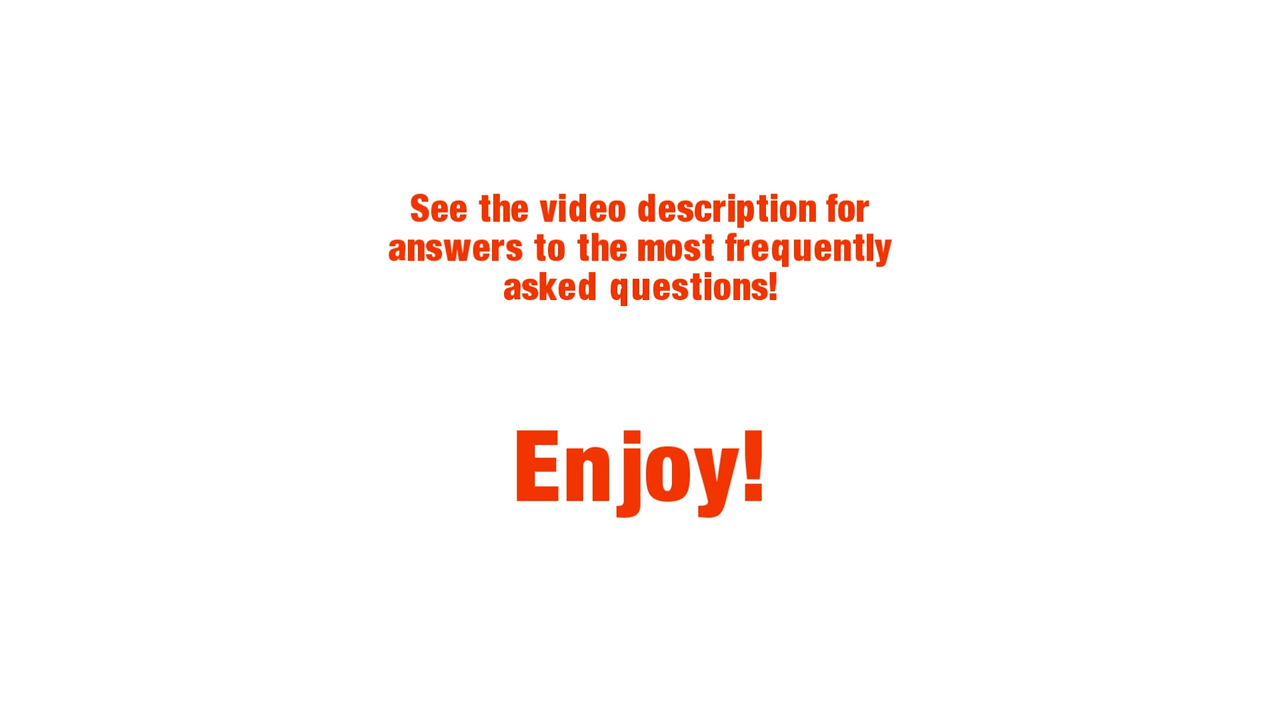 See the video description for
answers to the most frequently
asked questions!
Enjoy!